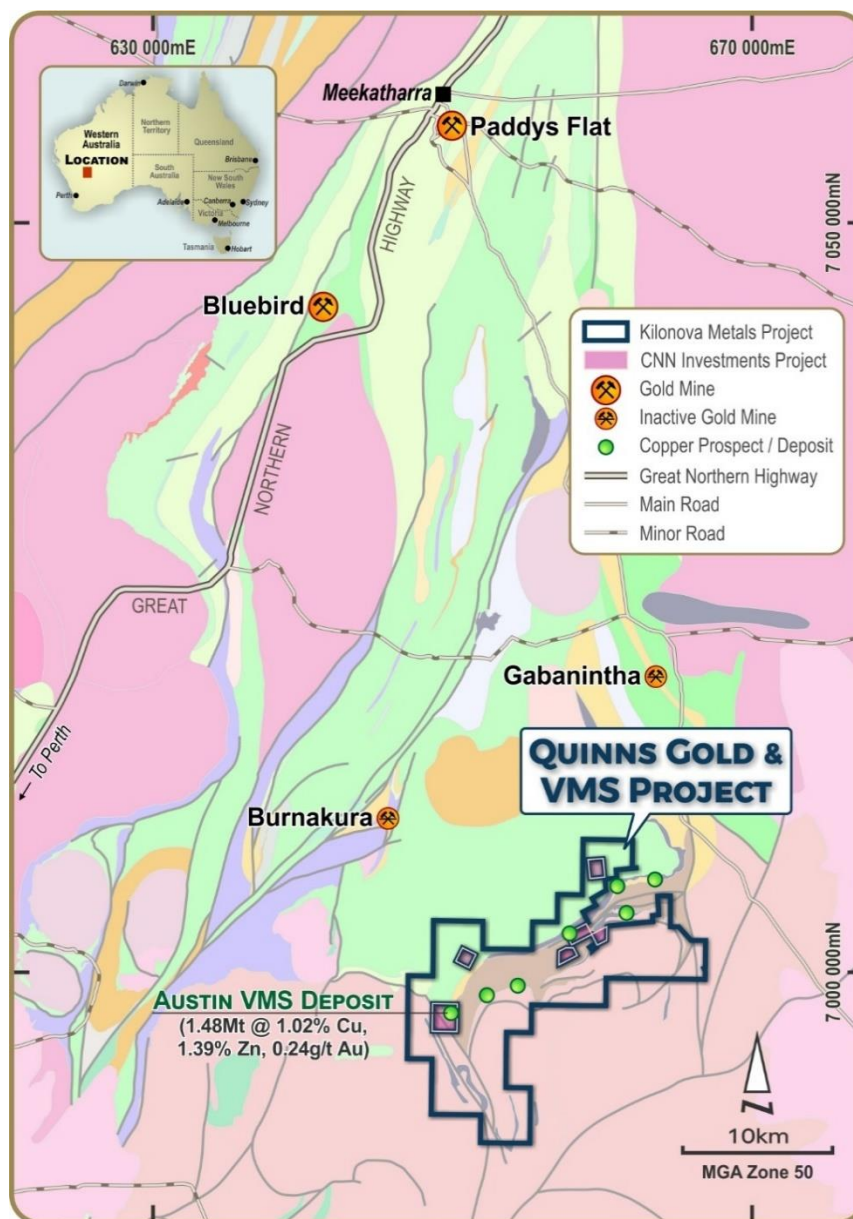 630 000mE
670 000mE
Darwin
Northern
Territory
Western
Australia
Queensland
LOCATION
South
Australia
Brisbane
New South
Wales
Perth
Adelaide
Canberra
Sydney
Victoria
Melbourne
Tasmania
Hobart
Meekatharra
Paddys Flat
HIGHWAY
7 050 000mN
Bluebird
Kilonova Metals Project
CNN Investments Project
Gold Mine
Inactive Gold Mine
Copper Prospect / Deposit
Great Northern Highway
Main Road
Minor Road
NORTHERN
GREAT
Gabanintha
To Perth
QUINNS GOLD &
VMS PROJECT
Burnakura
AUSTIN VMS DEPOSIT
(1.48Mt @ 1.02% Cu,
1.39% Zn, 0.24g/t Au)
7 000 000mN
N
10km
MGA Zone 50